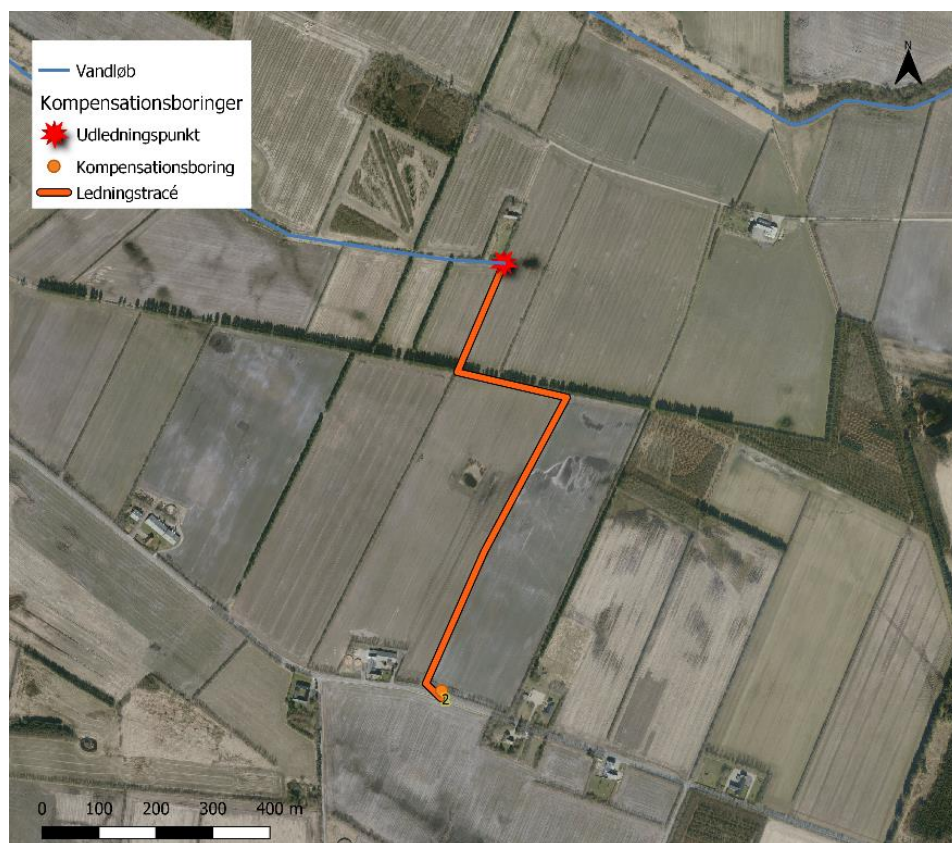 N
Vandløb
Kompensationsboringer
Udledningspunkt
Kompensationsboring
Ledningstracé
2
0 100 200 300 400 m